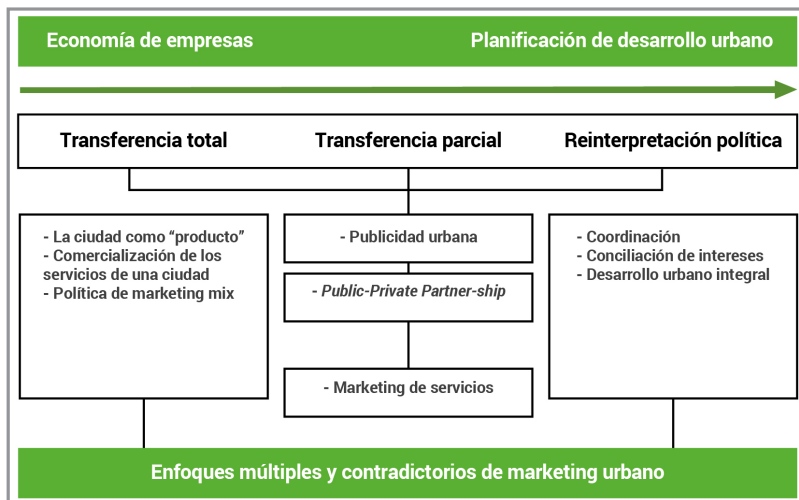 Economía de empresas
Planificación de desarrollo urbano
Transferencia total
Transferencia parcial
Reinterpretación política
- La ciudad como “producto”
- Comercialización de los
servicios de una ciudad
- Política de marketing mix
- Publicidad urbana
- Public-Private Partner-ship
- Marketing de servicios
- Coordinación
- Conciliación de intereses
- Desarrollo urbano integral
Enfoques múltiples y contradictorios de marketing urbano